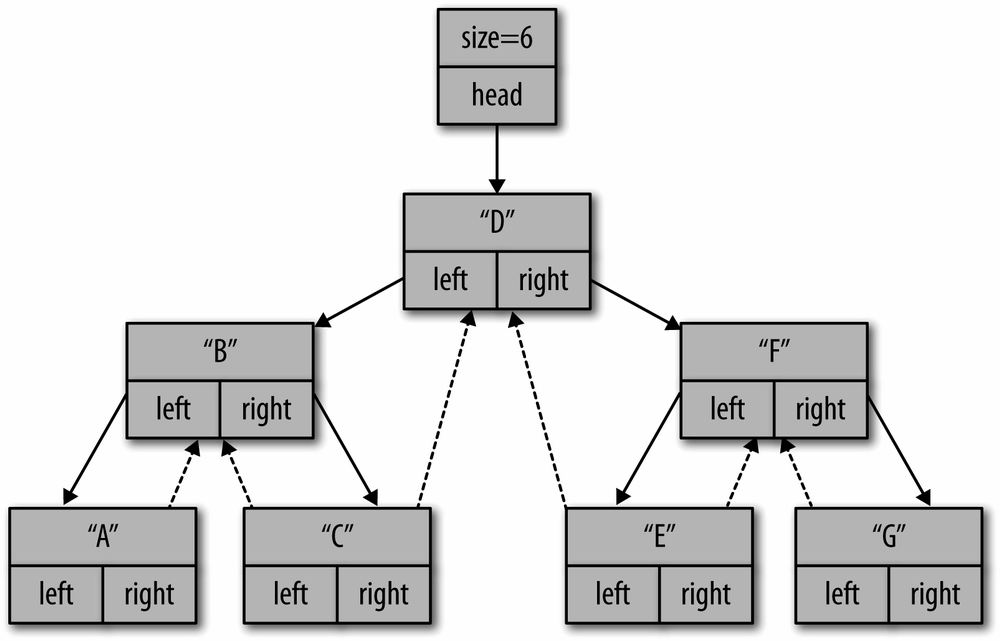 size=6
head
“D”
left right
“B”
left right
“F”
left right
“A”
left right
“C”
left right
“E”
left right
“G”
left right